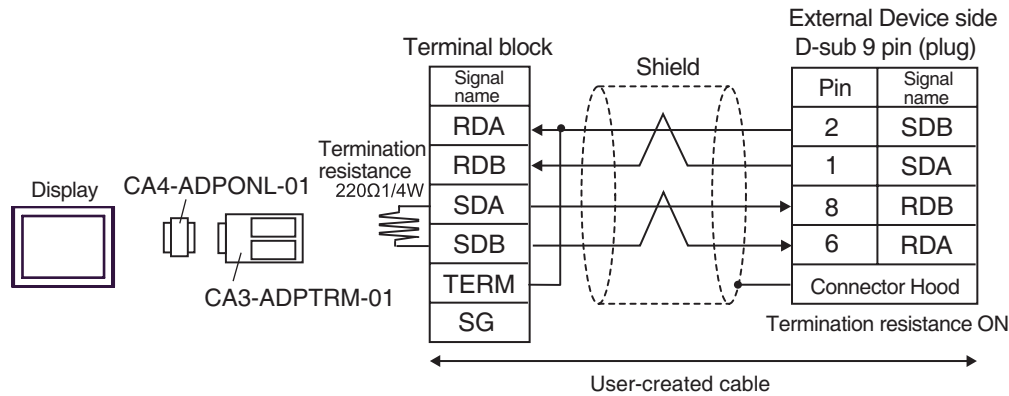 External Device side
D-sub 9 pin (plug)
Terminal block
Shield
Signal
name
Pin
Signal
name
RDA
2
SDB
Termination
resistance
220Ω1/4W
RDB
1
SDA
Display
CA4-ADPONL-01
SDA
8
RDB
SDB
6
RDA
CA3-ADPTRM-01
TERM
Connector Hood
SG
Termination resistance ON
User-created cable